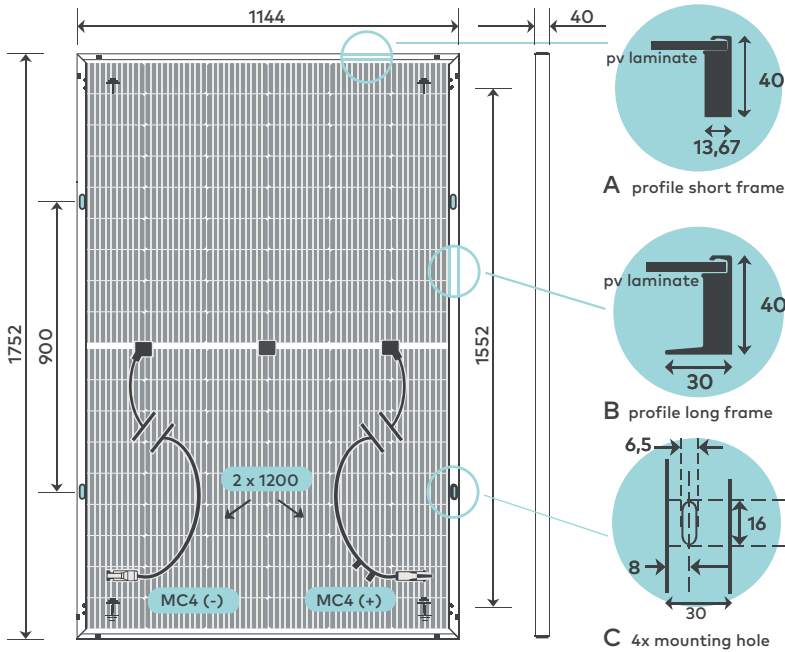 1144
40
pv laminate
40
13,67
A profile short frame
1752
900
1552
pv laminate
40
30
B profile long frame
6,5
2 x 1200
16
8
MC4 (-)
MC4 (+)
30
C 4x mounting hole